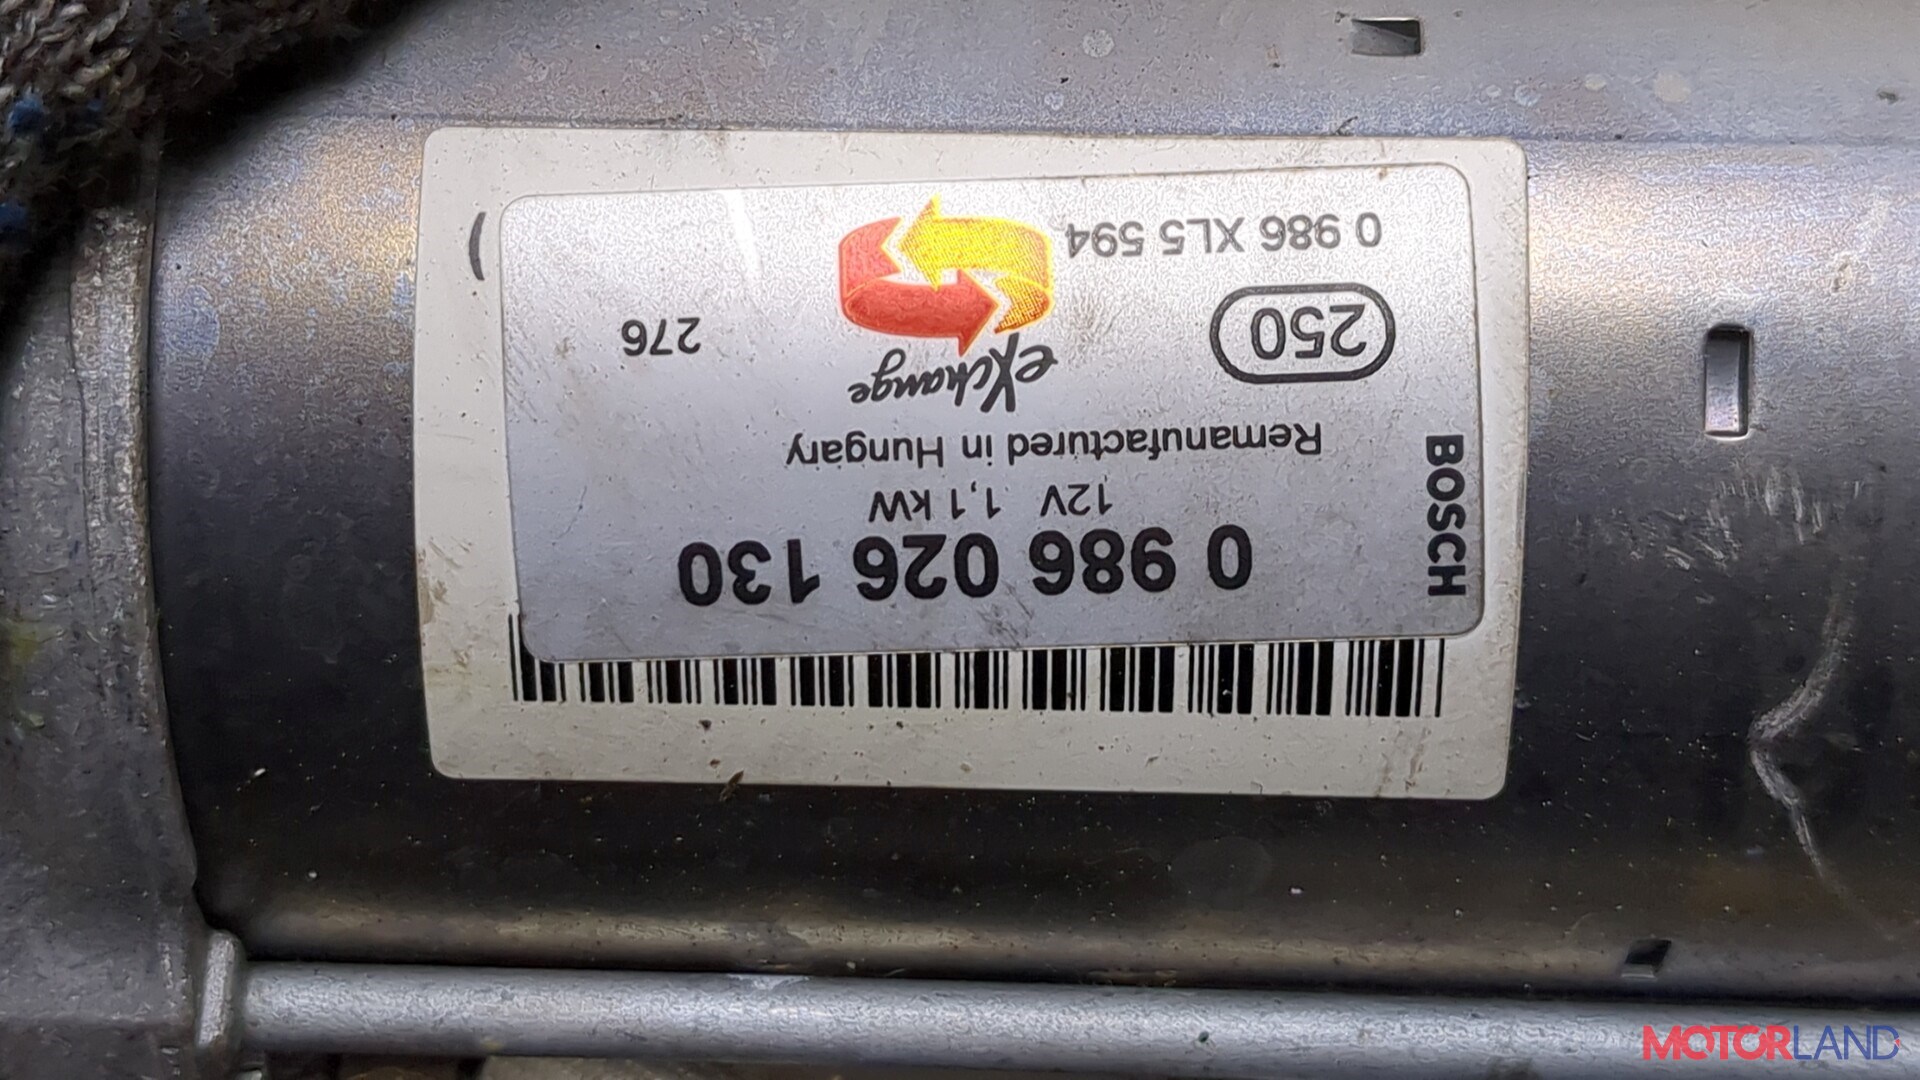 0 986 026 130
12V 1,1 kW
Remanufactured in Hungary
BOSCH
eXchange
250
276
0 986 XL5 594
MOTORLAND